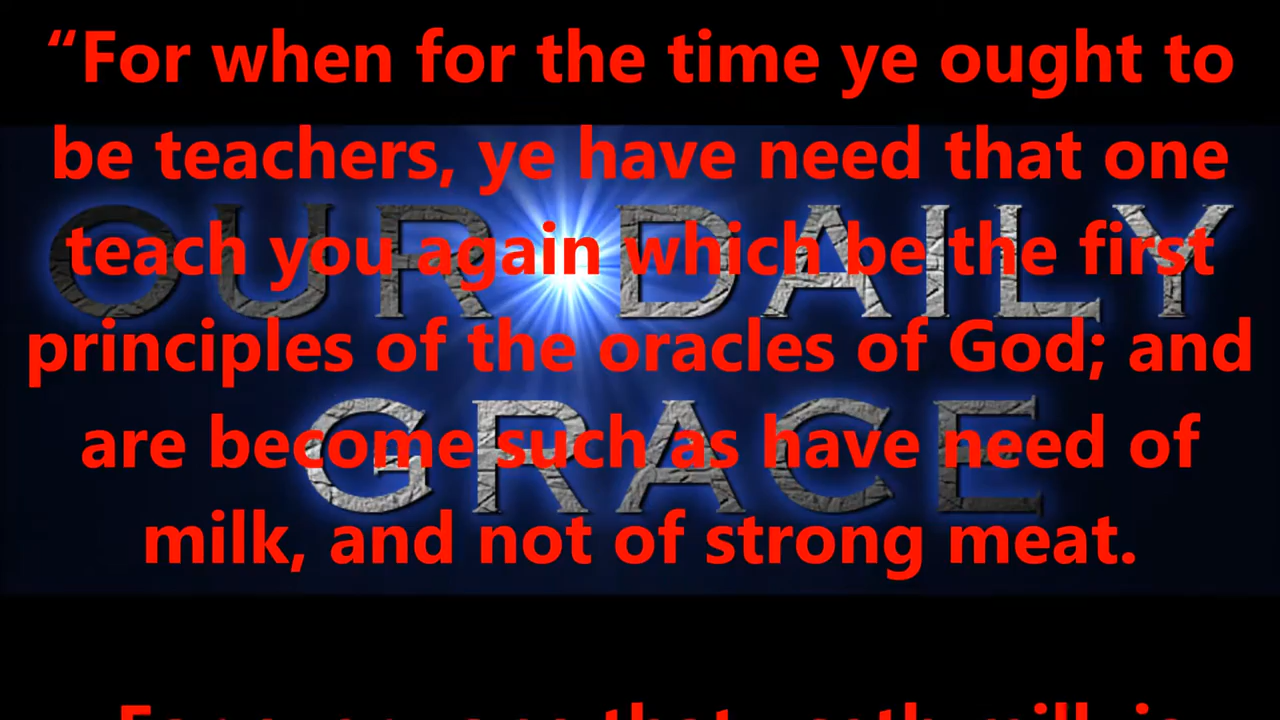 “For when for the time ye ought to
be teachers, ye have need that one
teach you again which be the first
principles of the oracles of God; and
are become such as have need of
milk, and not of strong meat.
OUR DAILY
GRACE